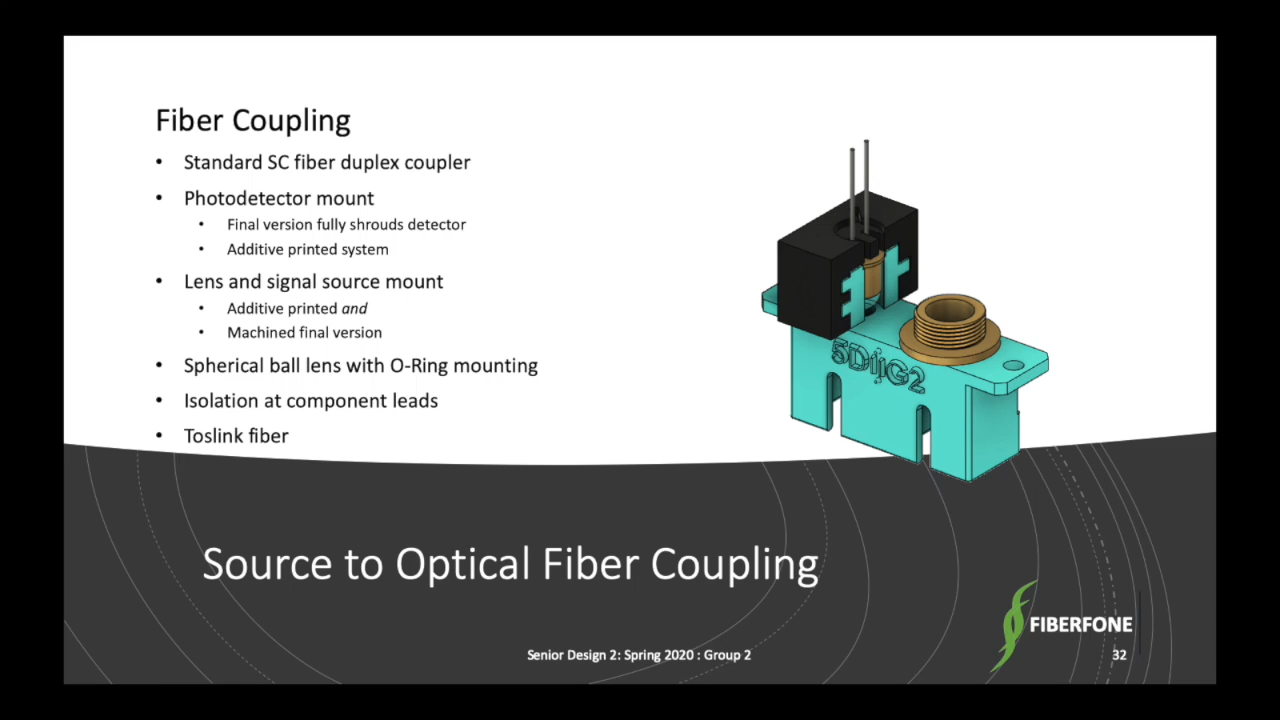 Fiber Coupling
• Standard SC fiber duplex coupler
• Photodetector mount
• Final version fully shrouds detector
• Additive printed system
• Lens and signal source mount
• Additive printed and
• Machined final version
• Spherical ball lens with O-Ring mounting
• Isolation at component leads
• Toslink fiber
Source to Optical Fiber Coupling
FIBERFONE
Senior Design 2: Spring 2020 : Group 2
32